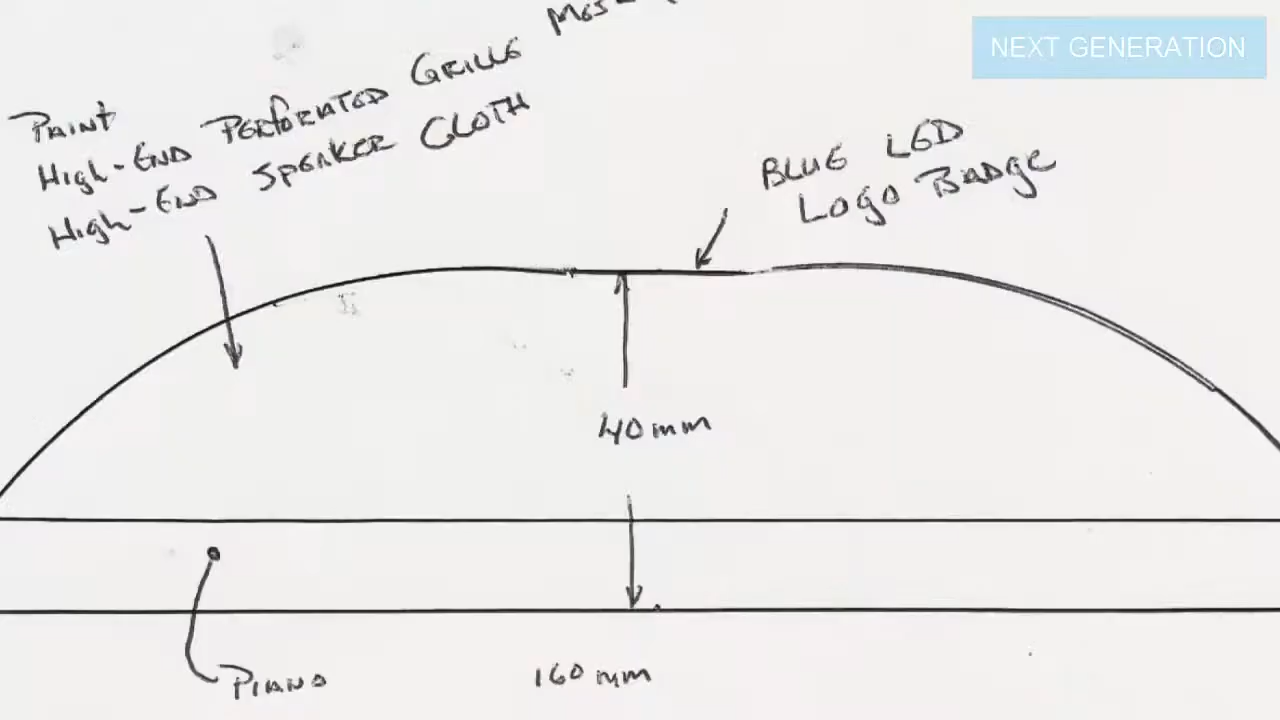 NEXT GENERATION
PAINT
HIGH-END PERFORATED GRILLE
HIGH-END SPEAKER CLOTH
BLUE LED
LOGO BADGE
40mm
PIANO
160mm